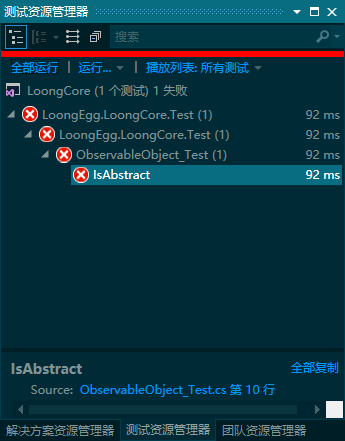 测试资源管理器
搜索
全部运行 | 运行... | 播放列表: 所有测试
LoongCore (1 个测试) 1 失败
LoongEgg.LoongCore.Test (1) 92 ms
LoongEgg.LoongCore.Test (1) 92 ms
ObservableObject_Test (1) 92 ms
IsAbstract 92 ms
IsAbstract 全部复制
Source: ObservableObject_Test.cs 第 10 行
解决方案资源管理器 测试资源管理器 团队资源管理器